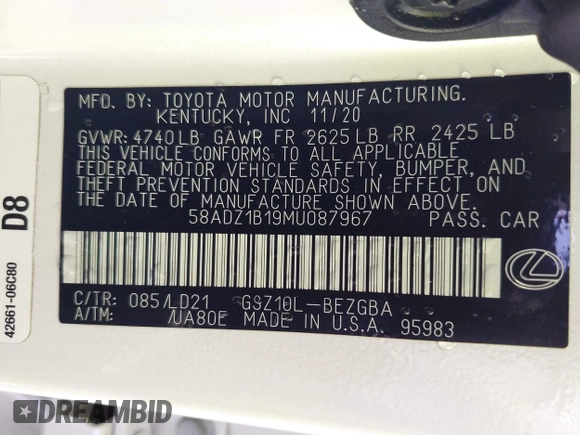 MFD. BY: TOYOTA MOTOR MANUFACTURING.
KENTUCKY, INC 11/20
GVWR: 4740LB GAWR FR 2625LB RR 2425 LB
THIS VEHICLE CONFORMS TO ALL APPLICABLE
FEDERAL MOTOR VEHICLE SAFETY, BUMPER, AND
THEFT PREVENTION STANDARDS IN EFFECT ON
THE DATE OF MANUFACTURE SHOWN ABOVE.
58ADZ1B19MU087967 PASS. CAR
C/TR: 085/LD21 GSZ10L-BEZGBA
A/TM: /UA80E MADE IN U.S.A. 95983
D8
42661-06C80
DREAMBID